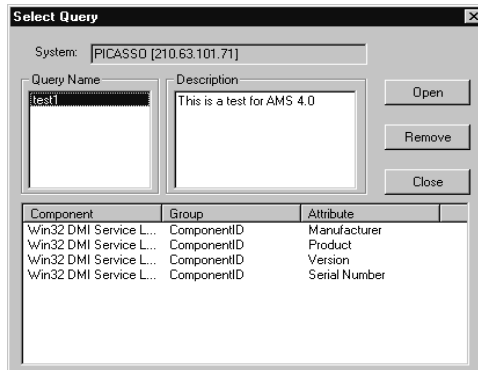 Select Query
System: PICASSO [210.63.101.71]
Query Name
test1
Description
This is a test for AMS 4.0
Open
Remove
Close
Component Group Attribute
Win32 DMI Service L... ComponentID Manufacturer
Win32 DMI Service L... ComponentID Product
Win32 DMI Service L... ComponentID Version
Win32 DMI Service L... ComponentID Serial Number